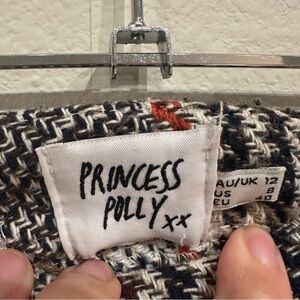 PRINCESS
POLLY xx
AU/UK 12
US 8
EU 40